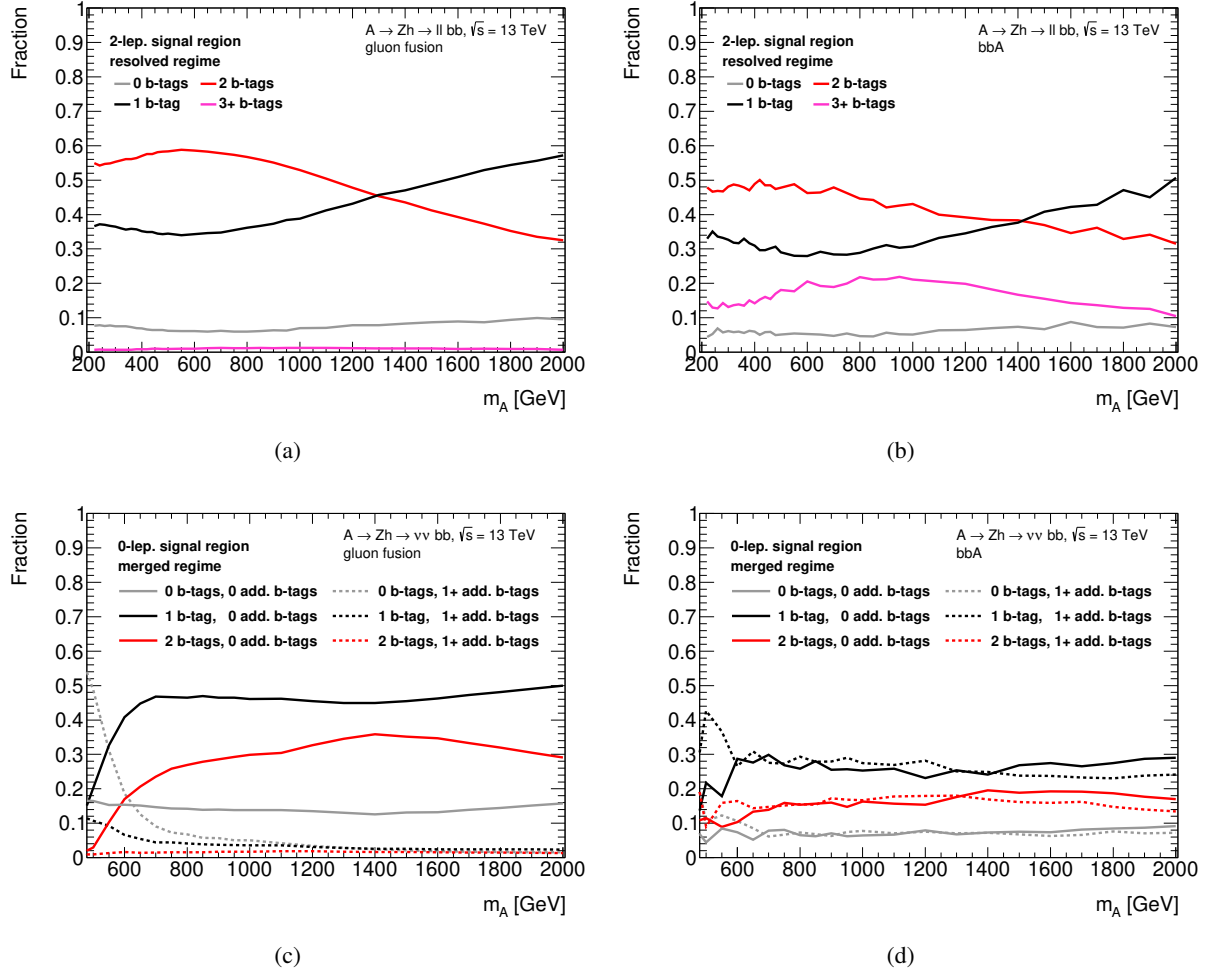 Fraction
1
0.9
0.8
0.7
0.6
0.5
0.4
0.3
0.2
0.1
0
A → Zh → ll bb, √s = 13 TeV
gluon fusion
2-lep. signal region
resolved regime
0 b-tags 2 b-tags
1 b-tag 3+ b-tags
200 400 600 800 1000 1200 1400 1600 1800 2000
m_A [GeV]
(a)
Fraction
1
0.9
0.8
0.7
0.6
0.5
0.4
0.3
0.2
0.1
0
A → Zh → ll bb, √s = 13 TeV
bbA
2-lep. signal region
resolved regime
0 b-tags 2 b-tags
1 b-tag 3+ b-tags
200 400 600 800 1000 1200 1400 1600 1800 2000
m_A [GeV]
(b)
Fraction
1
0.9
0.8
0.7
0.6
0.5
0.4
0.3
0.2
0.1
0
A → Zh → νν bb, √s = 13 TeV
gluon fusion
0-lep. signal region
merged regime
0 b-tags, 0 add. b-tags 0 b-tags, 1+ add. b-tags
1 b-tag, 0 add. b-tags 1 b-tag, 1+ add. b-tags
2 b-tags, 0 add. b-tags 2 b-tags, 1+ add. b-tags
600 800 1000 1200 1400 1600 1800 2000
m_A [GeV]
(c)
Fraction
1
0.9
0.8
0.7
0.6
0.5
0.4
0.3
0.2
0.1
0
A → Zh → νν bb, √s = 13 TeV
bbA
0-lep. signal region
merged regime
0 b-tags, 0 add. b-tags 0 b-tags, 1+ add. b-tags
1 b-tag, 0 add. b-tags 1 b-tag, 1+ add. b-tags
2 b-tags, 0 add. b-tags 2 b-tags, 1+ add. b-tags
600 800 1000 1200 1400 1600 1800 2000
m_A [GeV]
(d)